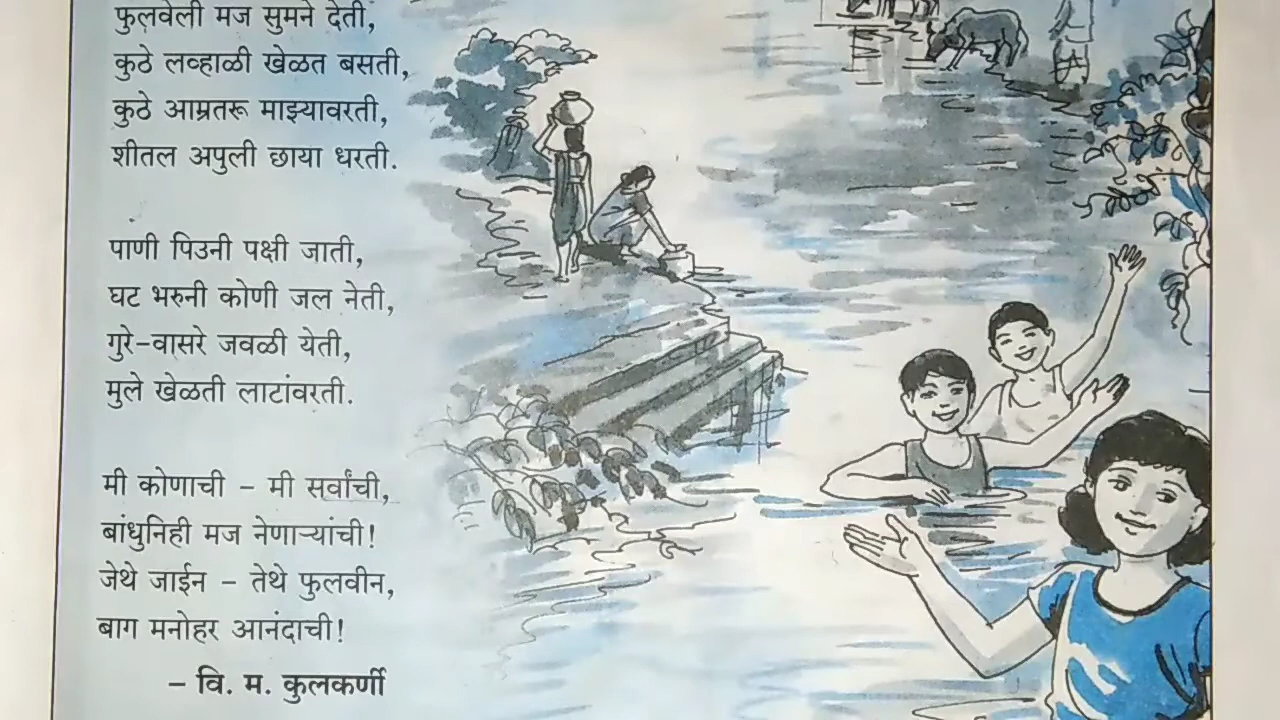 फुलवेली मज सुमने देती,
कुठे लव्हाळी खेळत बसती,
कुठे आम्रतरू माझ्यावरती,
शीतल अपुली छाया धरती.
पाणी पिउनी पक्षी जाती,
घट भरुनी कोणी जल नेती,
गुरे-वासरे जवळी येती,
मुले खेळती लाटांवरती.
मी कोणाची - मी सर्वांची,
बांधुनिही मज नेणाऱ्यांची!
जेथे जाईन - तेथे फुलवीन,
बाग मनोहर आनंदाची!
- वि. म. कुलकर्णी